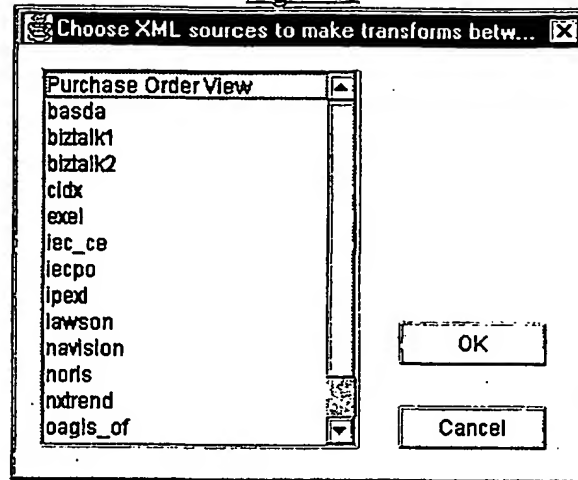 Choose XML sources to make transforms betw...
Purchase Order View
basda
biztalk1
biztalk2
cidx
exel
iec_ce
iecpo
ipexl
lawson
navision
noris
nxtrend
oagis_of
OK
Cancel